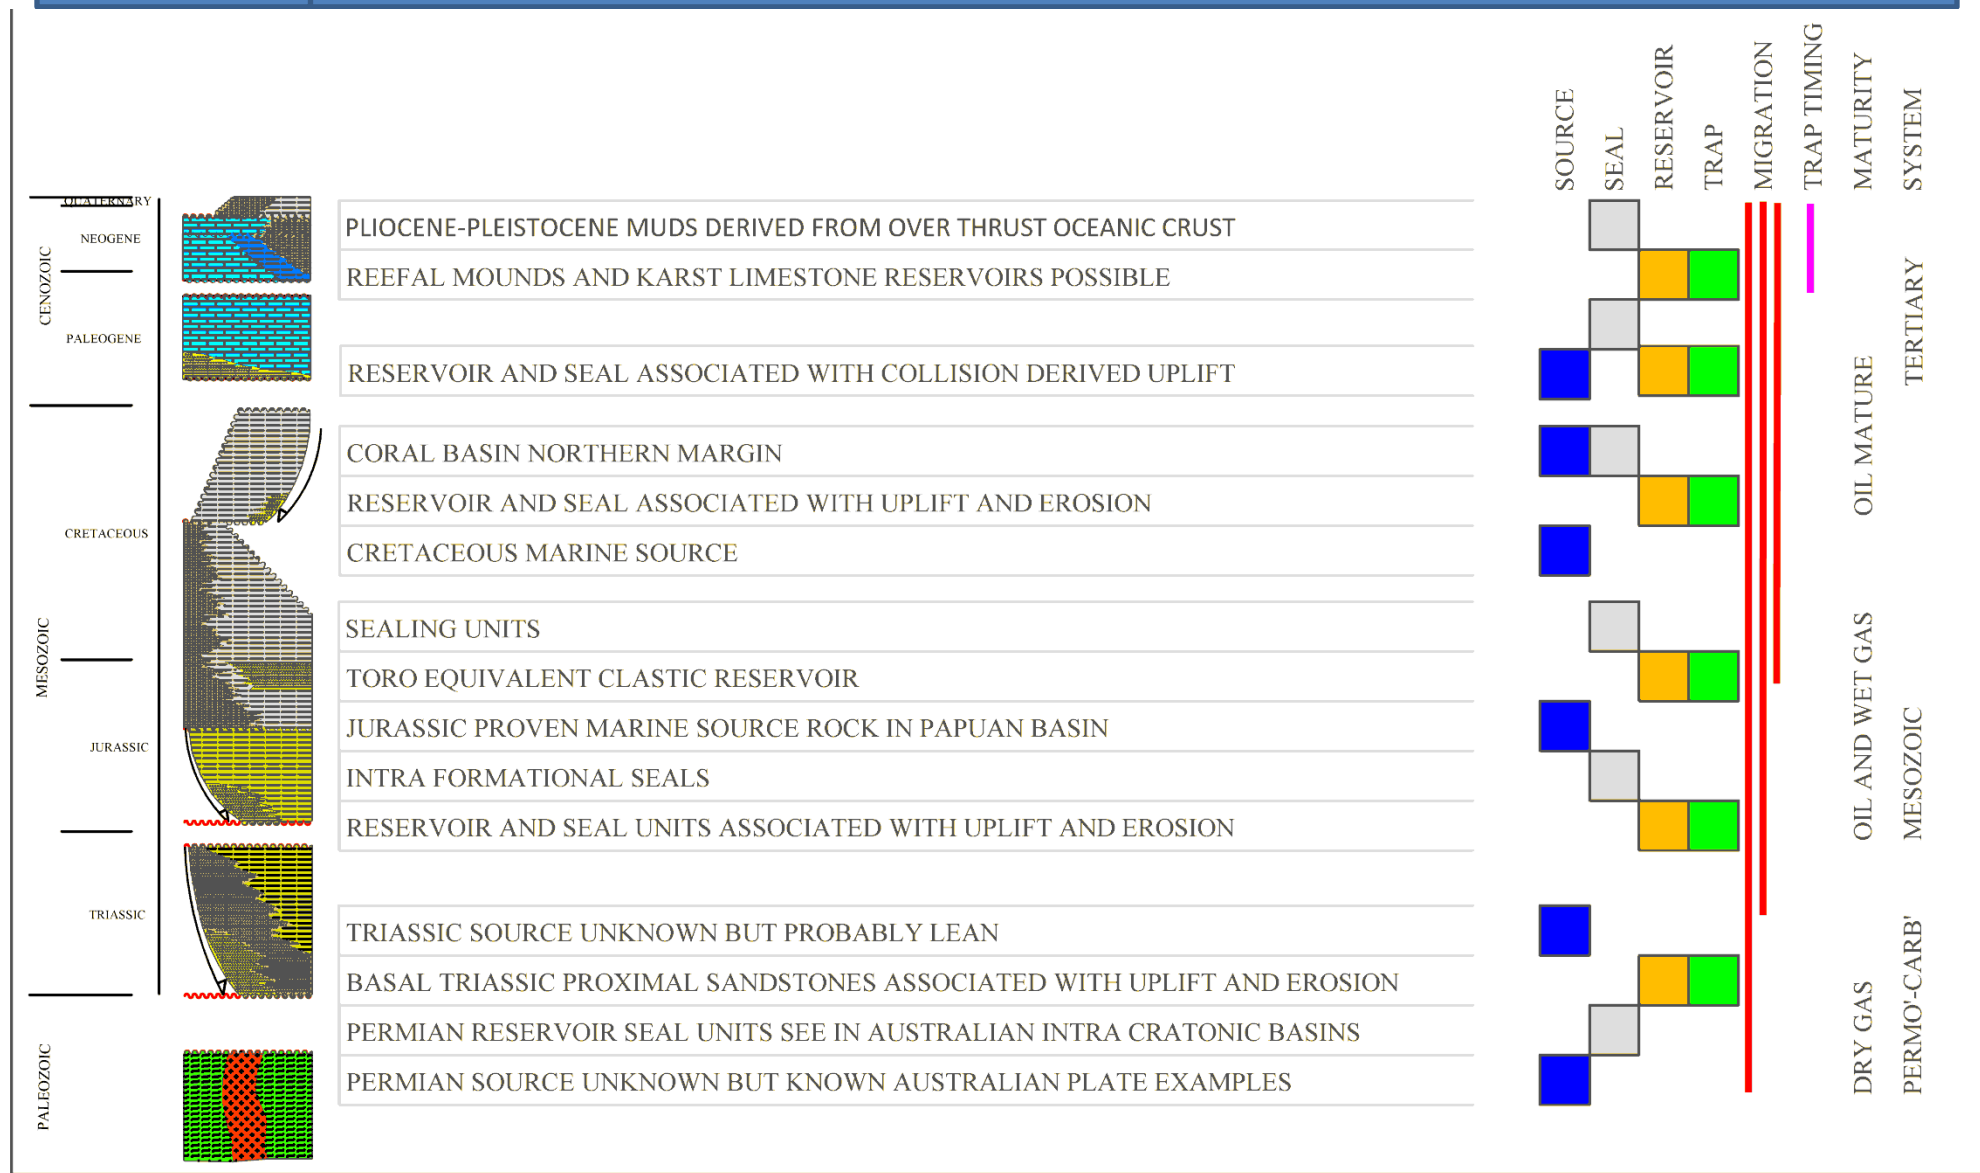 SOURCE
SEAL
RESERVOIR
TRAP
MIGRATION
TRAP TIMING
MATURITY
SYSTEM
QUATERNARY
PLIOCENE-PLEISTOCENE MUDS DERIVED FROM OVER THRUST OCEANIC CRUST
NEOGENE
REEFAL MOUNDS AND KARST LIMESTONE RESERVOIRS POSSIBLE
CENOZOIC
TERTIARY
PALEOGENE
RESERVOIR AND SEAL ASSOCIATED WITH COLLISION DERIVED UPLIFT
OIL MATURE
CORAL BASIN NORTHERN MARGIN
RESERVOIR AND SEAL ASSOCIATED WITH UPLIFT AND EROSION
CRETACEOUS
CRETACEOUS MARINE SOURCE
SEALING UNITS
MESOZOIC
TORO EQUIVALENT CLASTIC RESERVOIR
OIL AND WET GAS
JURASSIC PROVEN MARINE SOURCE ROCK IN PAPUAN BASIN
JURASSIC
MESOZOIC
INTRA FORMATIONAL SEALS
RESERVOIR AND SEAL UNITS ASSOCIATED WITH UPLIFT AND EROSION
TRIASSIC
TRIASSIC SOURCE UNKNOWN BUT PROBABLY LEAN
BASAL TRIASSIC PROXIMAL SANDSTONES ASSOCIATED WITH UPLIFT AND EROSION
DRY GAS
PERMO'-CARB'
PERMIAN RESERVOIR SEAL UNITS SEE IN AUSTRALIAN INTRA CRATONIC BASINS
PALEOZOIC
PERMIAN SOURCE UNKNOWN BUT KNOWN AUSTRALIAN PLATE EXAMPLES